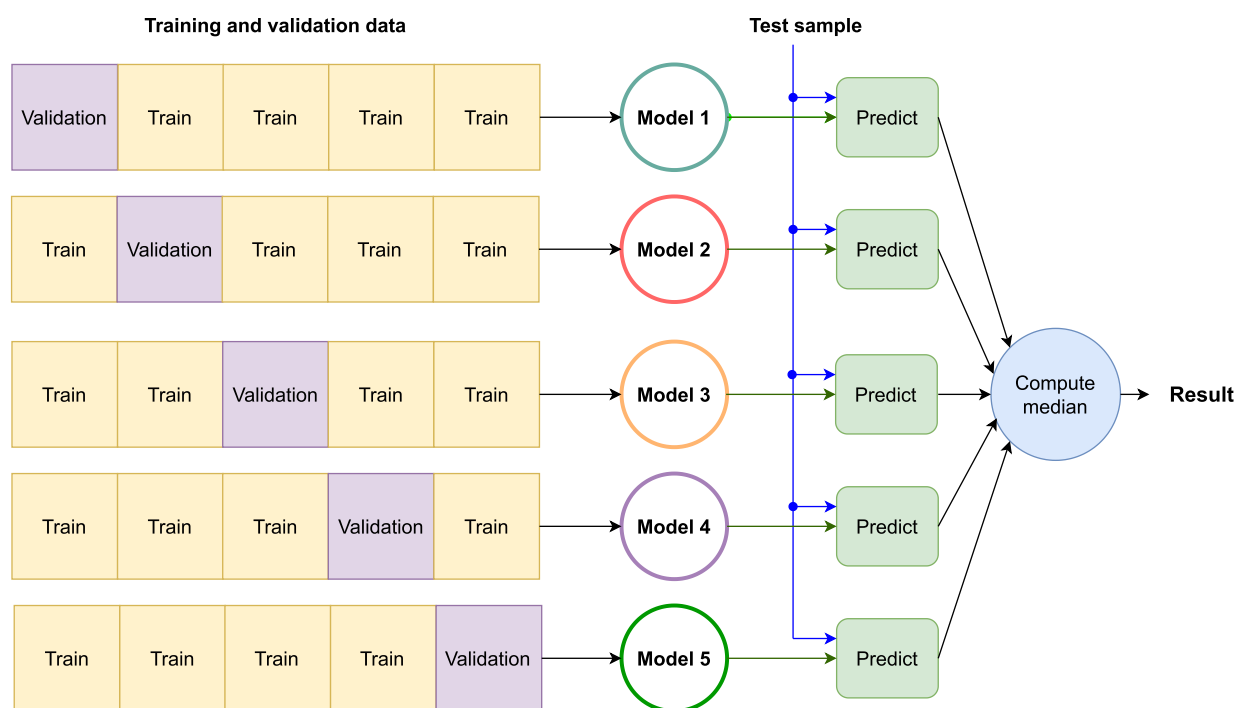 Training and validation data
Test sample
Validation Train Train Train Train
Model 1
Predict
Train Validation Train Train Train
Model 2
Predict
Train Train Validation Train Train
Model 3
Predict
Compute
median
Result
Train Train Train Validation Train
Model 4
Predict
Train Train Train Train Validation
Model 5
Predict